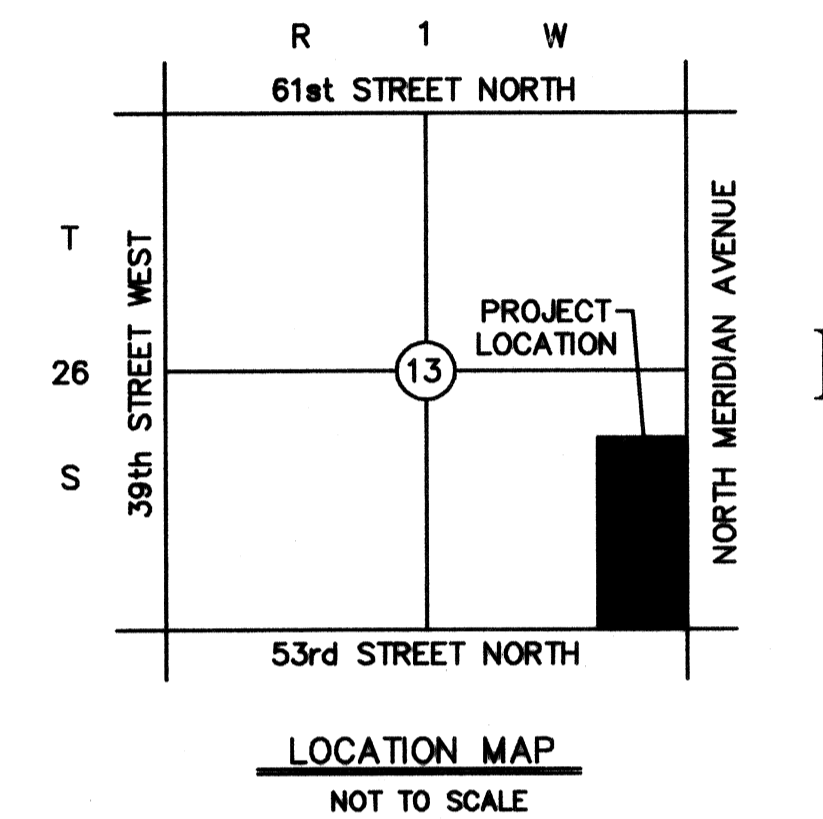 R 1 W
61st STREET NORTH
T
26
S
39th STREET WEST
PROJECT
LOCATION
13
NORTH MERIDIAN AVENUE
53rd STREET NORTH
LOCATION MAP
NOT TO SCALE